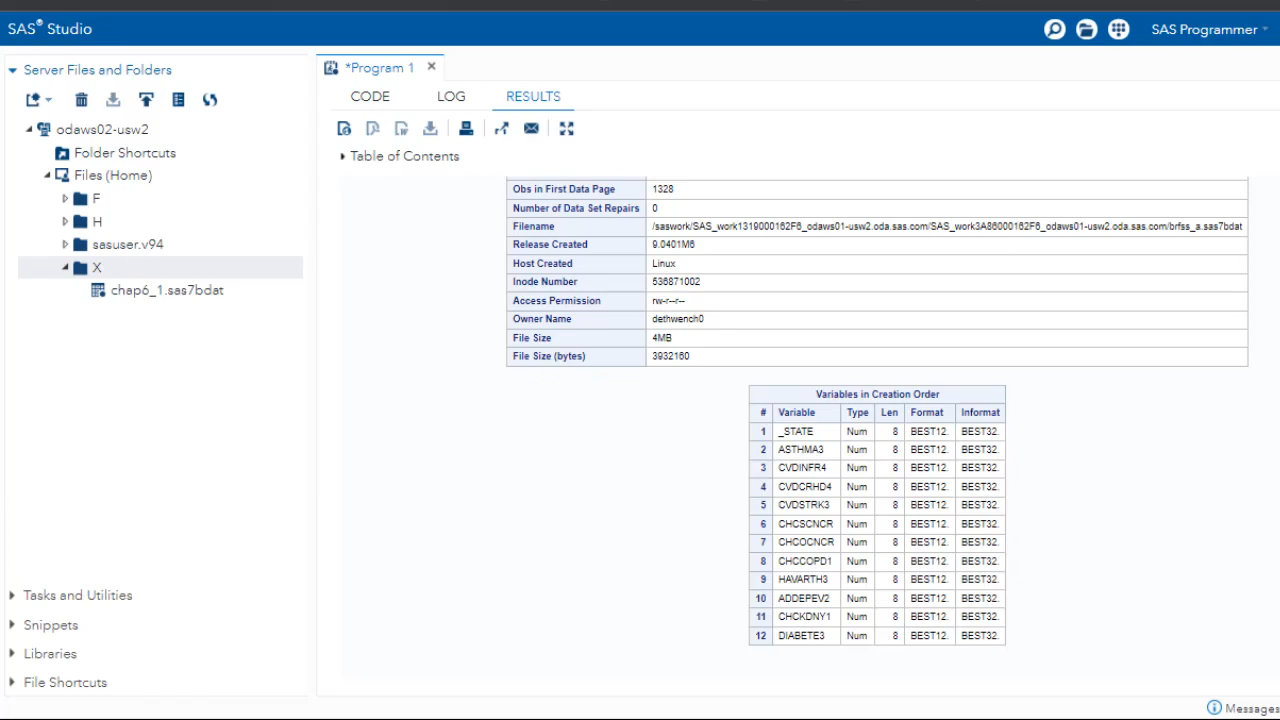 SAS® Studio
SAS Programmer
Server Files and Folders
odaws02-usw2
Folder Shortcuts
Files (Home)
F
H
sasuser.v94
X
chap6_1.sas7bdat
Tasks and Utilities
Snippets
Libraries
File Shortcuts
*Program 1
CODE LOG RESULTS
Table of Contents
Obs in First Data Page 1328
Number of Data Set Repairs 0
Filename /saswork/SAS_work1319000162F6_odaws01-usw2.oda.sas.com/SAS_work3A86000162F6_odaws01-usw2.oda.sas.com/brfss_a.sas7bdat
Release Created 9.0401M6
Host Created Linux
Inode Number 536871002
Access Permission rw-r--r--
Owner Name dethwench0
File Size 4MB
File Size (bytes) 3932160
Variables in Creation Order
# Variable Type Len Format Informat
1 _STATE Num 8 BEST12. BEST32.
2 ASTHMA3 Num 8 BEST12. BEST32.
3 CVDINFR4 Num 8 BEST12. BEST32.
4 CVDCRHD4 Num 8 BEST12. BEST32.
5 CVDSTRK3 Num 8 BEST12. BEST32.
6 CHCSCNCR Num 8 BEST12. BEST32.
7 CHCOCNCR Num 8 BEST12. BEST32.
8 CHCCOPD1 Num 8 BEST12. BEST32.
9 HAVARTH3 Num 8 BEST12. BEST32.
10 ADDEPEV2 Num 8 BEST12. BEST32.
11 CHCKDNY1 Num 8 BEST12. BEST32.
12 DIABETE3 Num 8 BEST12. BEST32.
Messages